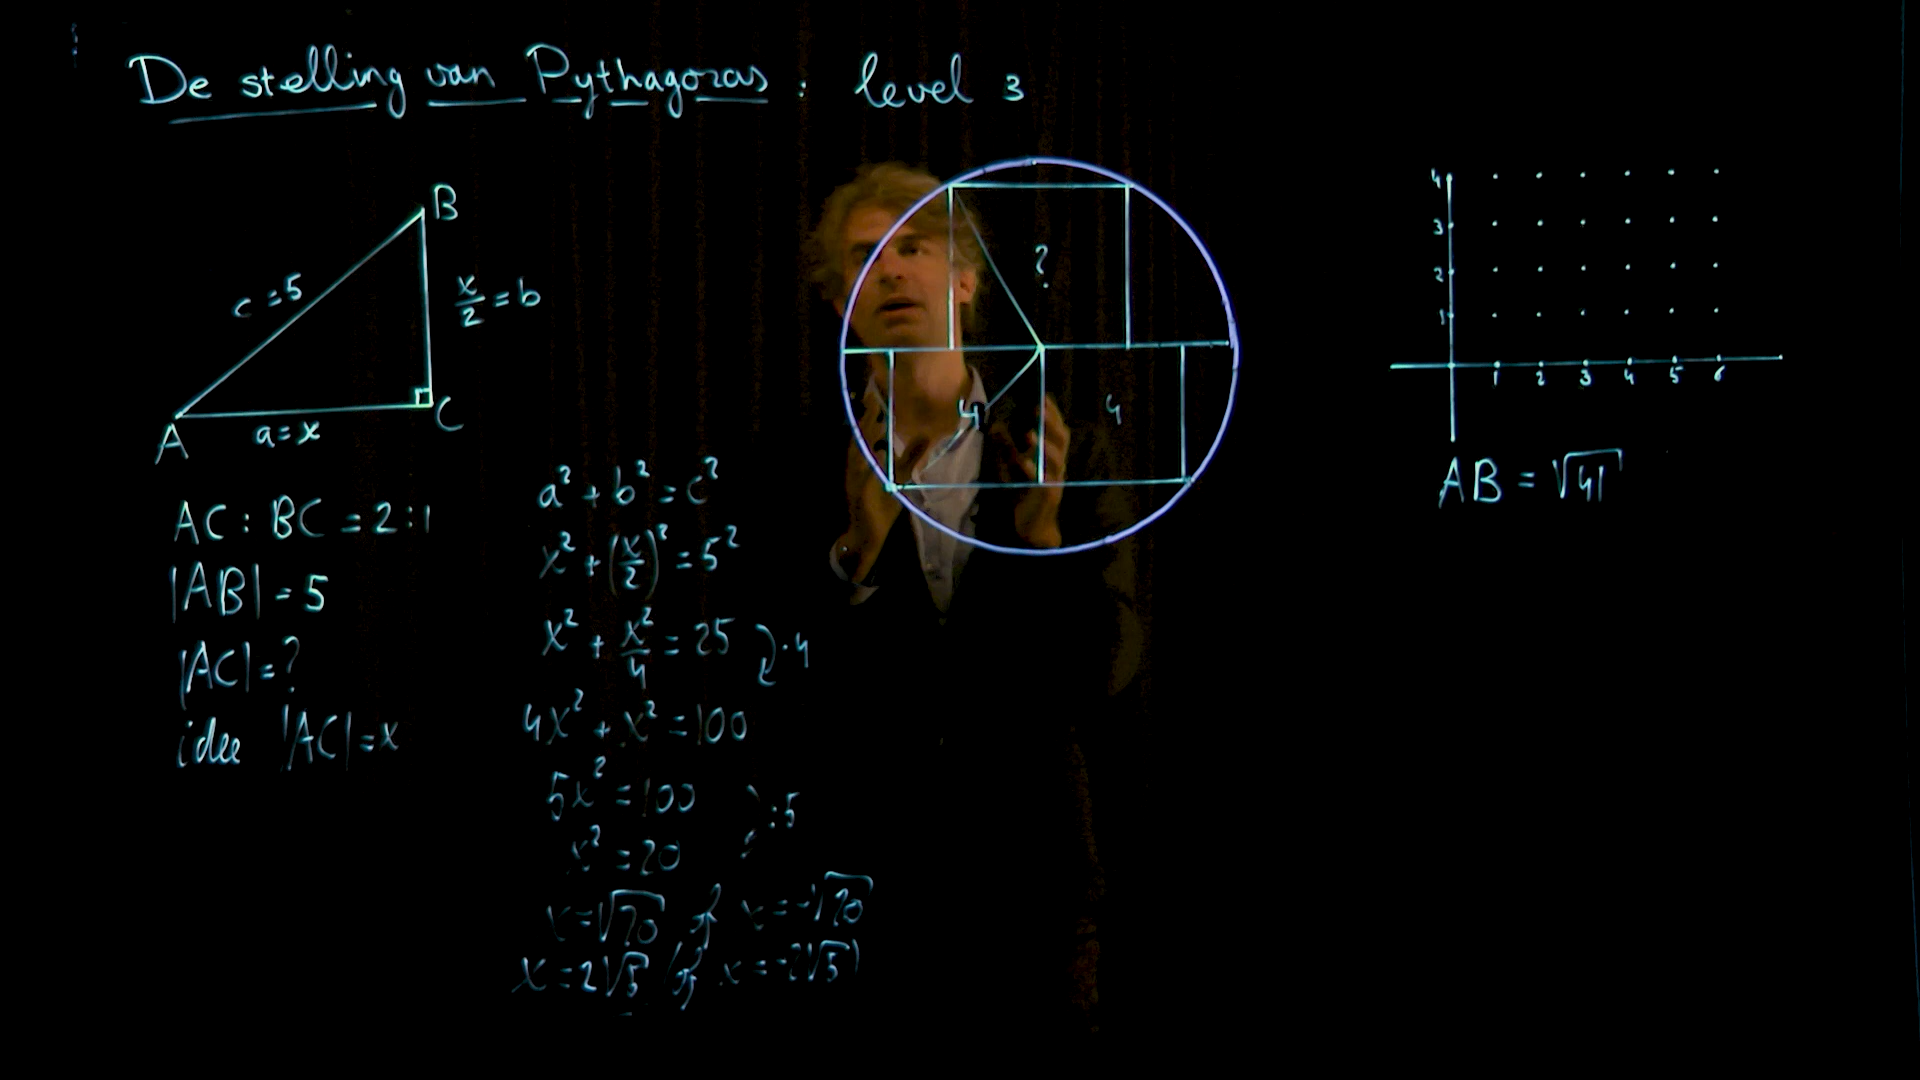 De stelling van Pythagoras : level 3
B
c = 5
x/2 = b
A
a = x
C
AC : BC = 2 : 1
|AB| = 5
|AC| = ?
idee |AC| = x
a² + b² = c²
x² + (x/2)² = 5²
x² + x²/4 = 25 ) · 4
4x² + x² = 100
5x² = 100
) : 5
x² = 20
x = √20 of x = -√20
x = 2√5 (of x = -2√5)
?
4
4
4
3
2
1
1 2 3 4 5 6
AB = √41